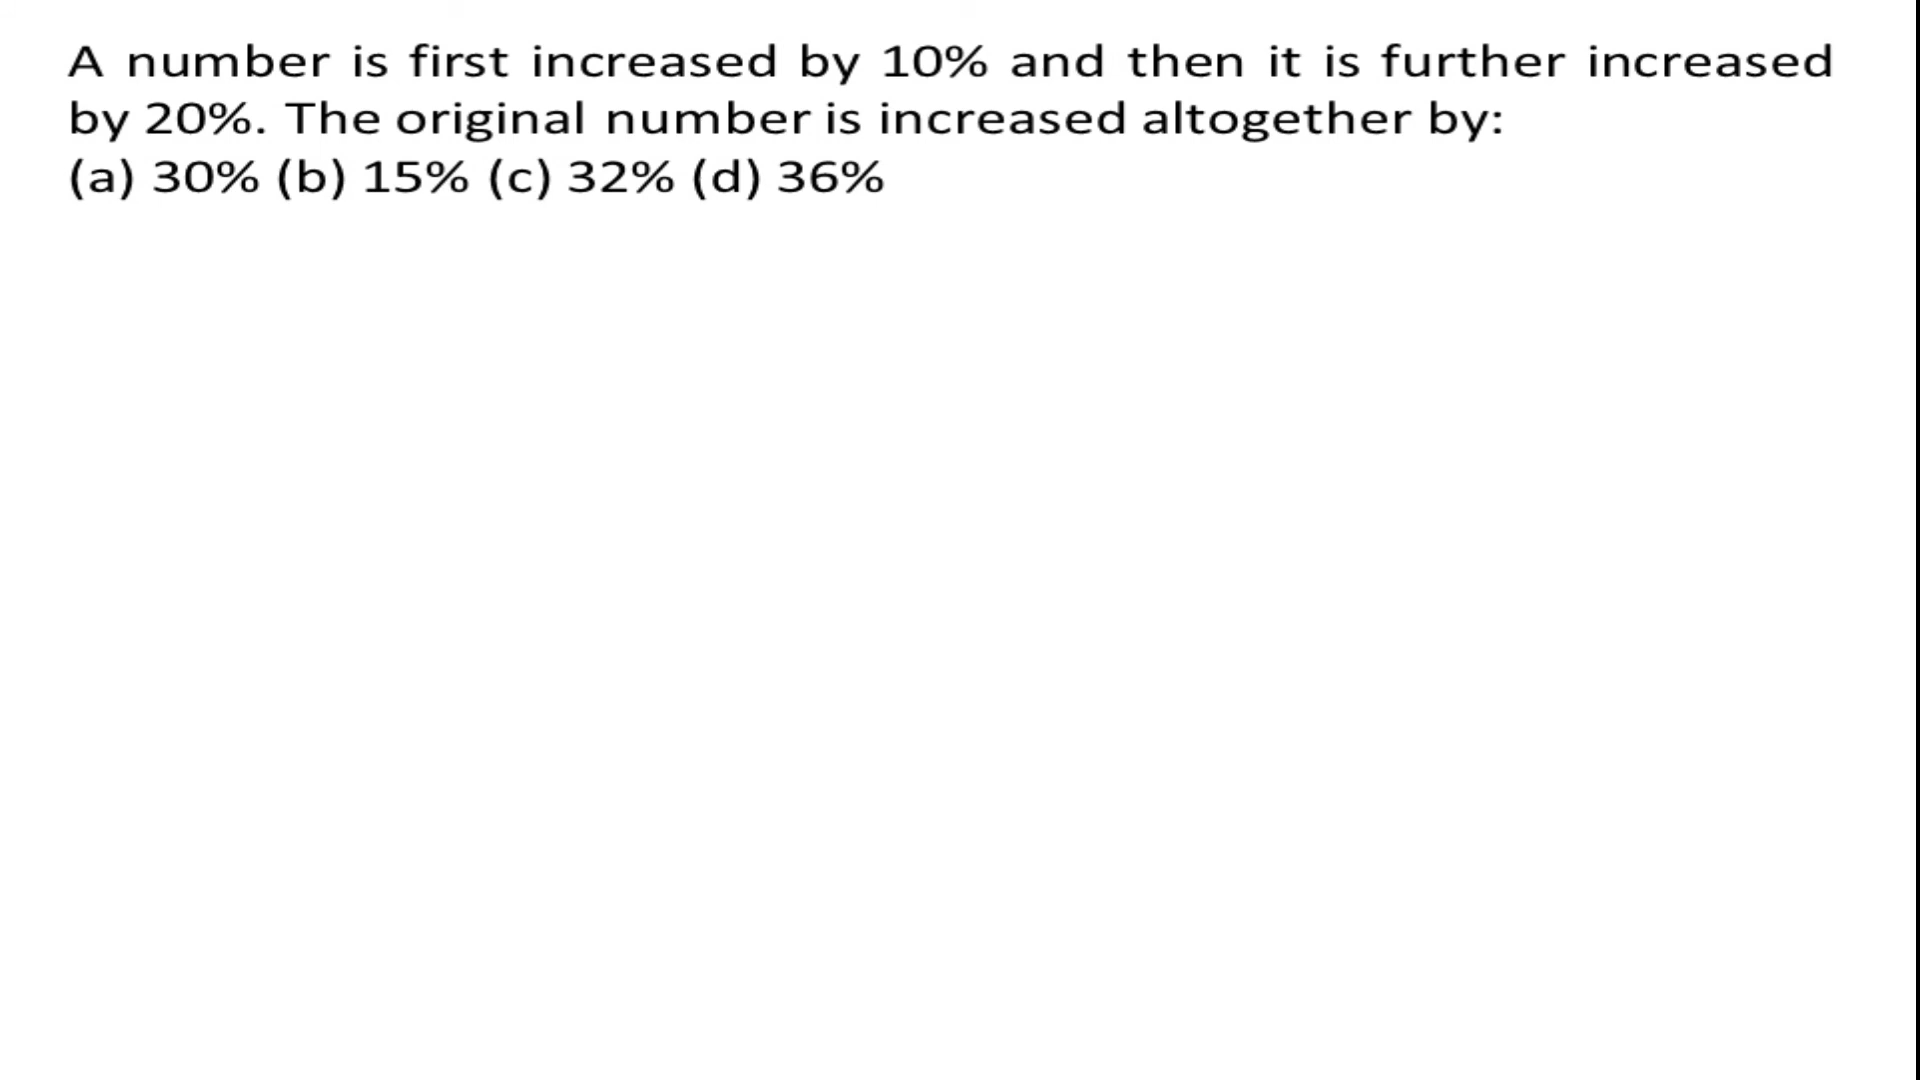 A number is first increased by 10% and then it is further increased
by 20%. The original number is increased altogether by:
(a) 30% (b) 15% (c) 32% (d) 36%